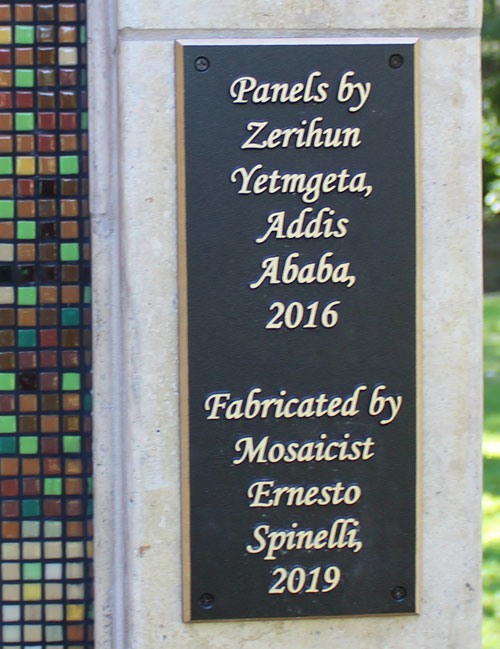 Panels by
Zerihun
Yetmgeta,
Addis
Ababa,
2016
Fabricated by
Mosaicist
Ernesto
Spinelli,
2019